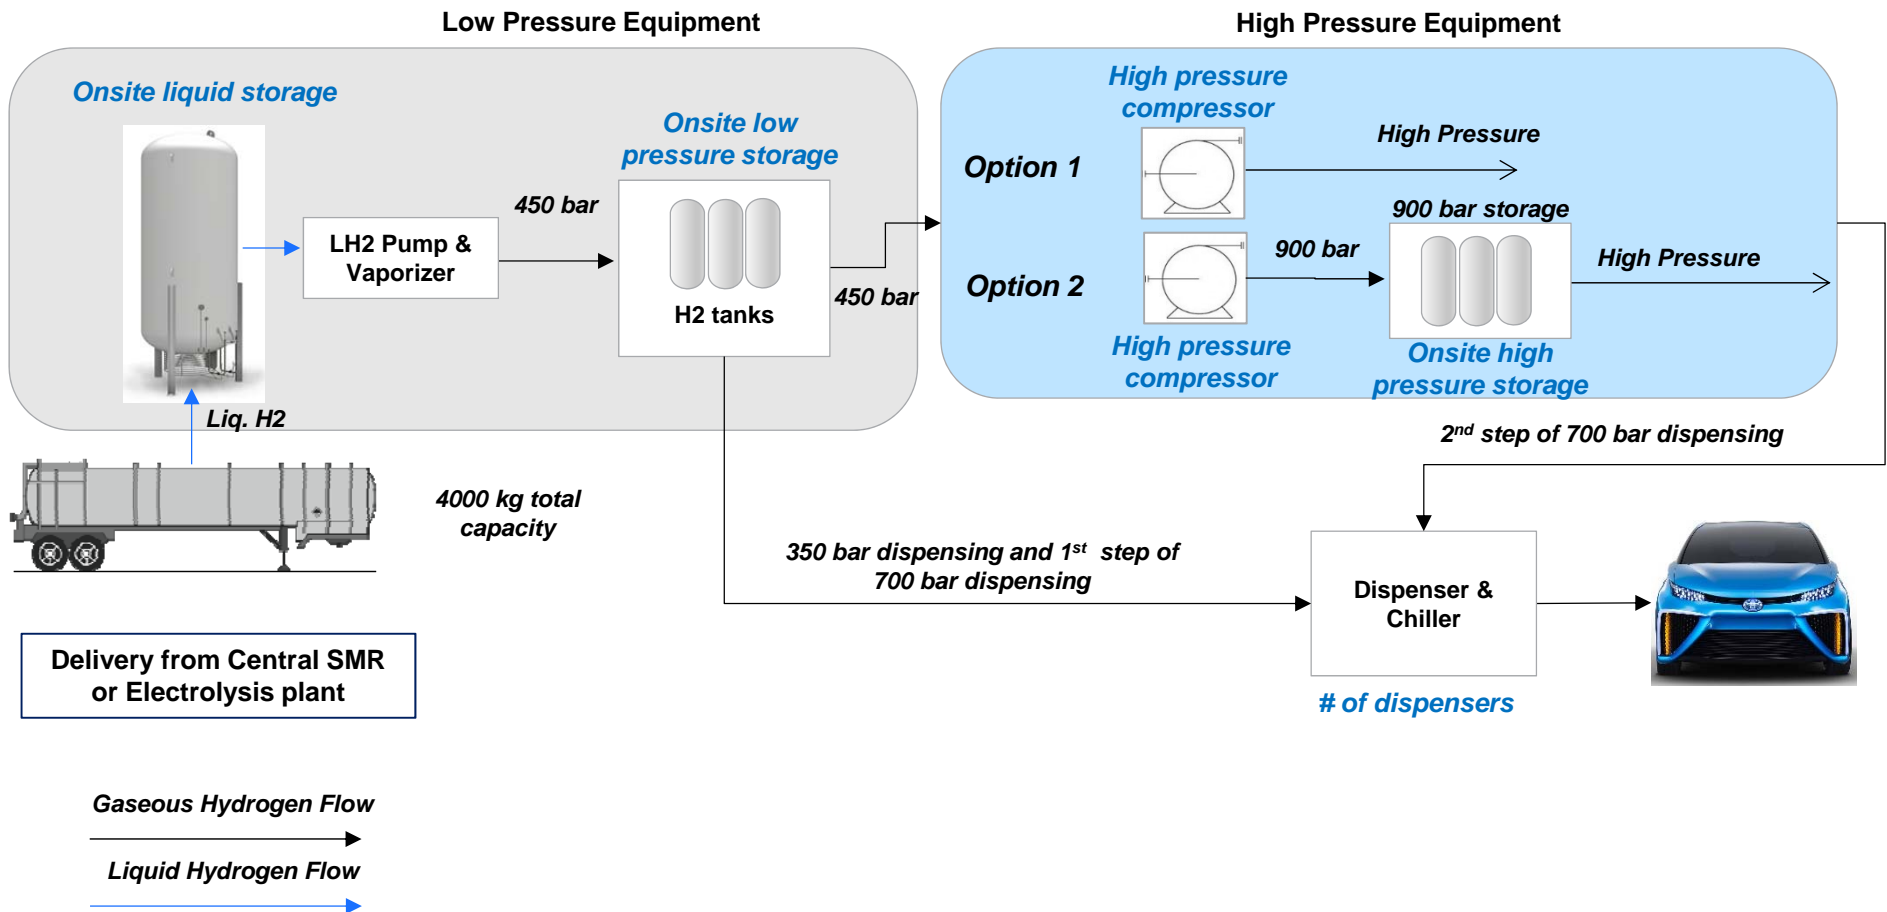 Low Pressure Equipment
High Pressure Equipment
Onsite liquid storage
Onsite low
pressure storage
450 bar
LH2 Pump &
Vaporizer
H2 tanks
450 bar
Liq. H2
High pressure
compressor
Option 1
High Pressure
900 bar storage
Option 2
900 bar
High Pressure
High pressure
compressor
Onsite high
pressure storage
2nd step of 700 bar dispensing
4000 kg total
capacity
350 bar dispensing and 1st step of
700 bar dispensing
Dispenser &
Chiller
# of dispensers
Delivery from Central SMR
or Electrolysis plant
Gaseous Hydrogen Flow
Liquid Hydrogen Flow